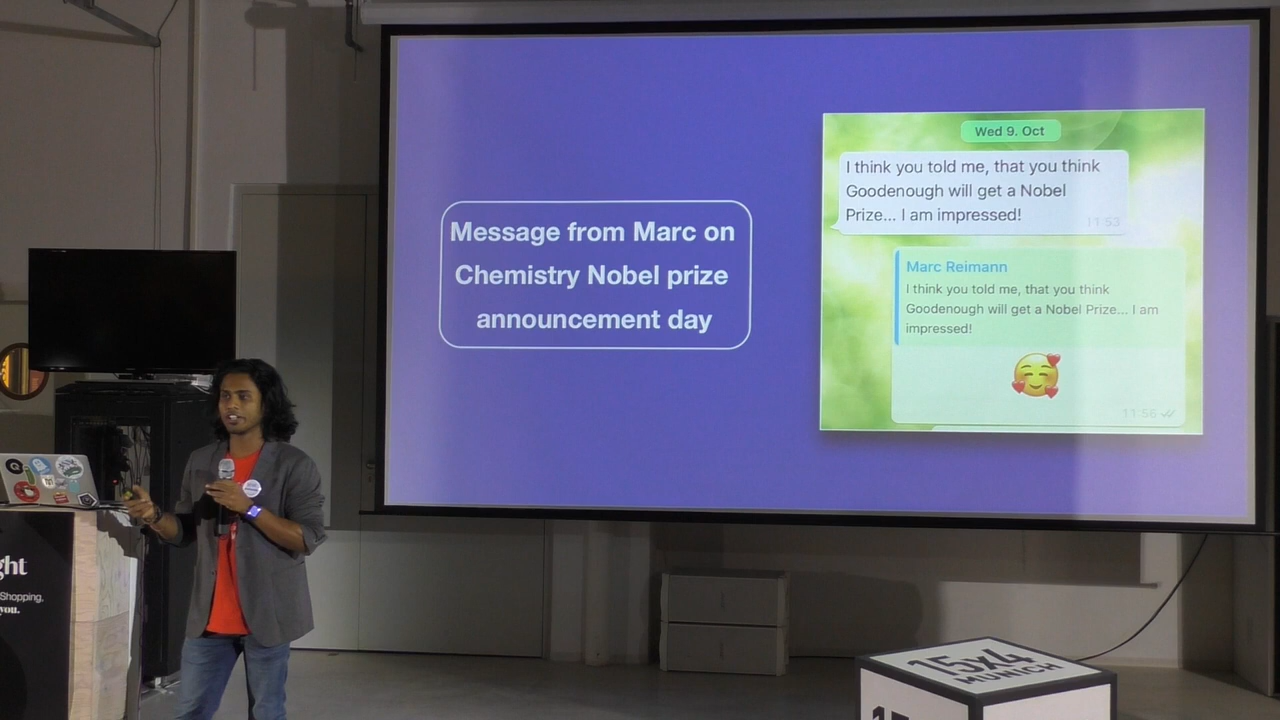 Message from Marc on
Chemistry Nobel prize
announcement day
Wed 9. Oct
I think you told me, that you think
Goodenough will get a Nobel
Prize... I am impressed!
11:53
Marc Reimann
I think you told me, that you think
Goodenough will get a Nobel Prize... I am
impressed!
11:56
ght
Shopping,
you.
15x4
MUNICH
15